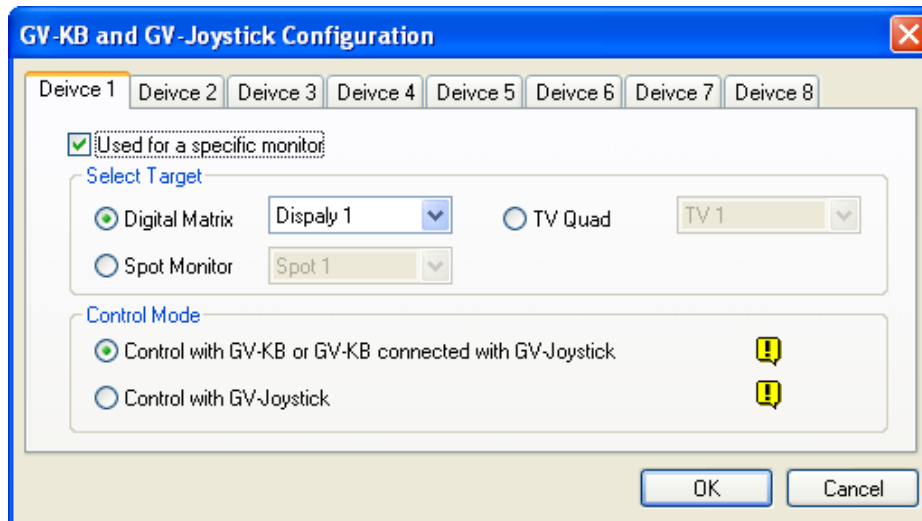 GV-KB and GV-Joystick Configuration
Deivce 1 Deivce 2 Deivce 3 Deivce 4 Deivce 5 Deivce 6 Deivce 7 Deivce 8
Used for a specific monitor
Select Target
Digital Matrix Dispaly 1 TV Quad TV 1
Spot Monitor Spot 1
Control Mode
Control with GV-KB or GV-KB connected with GV-Joystick
Control with GV-Joystick
OK Cancel